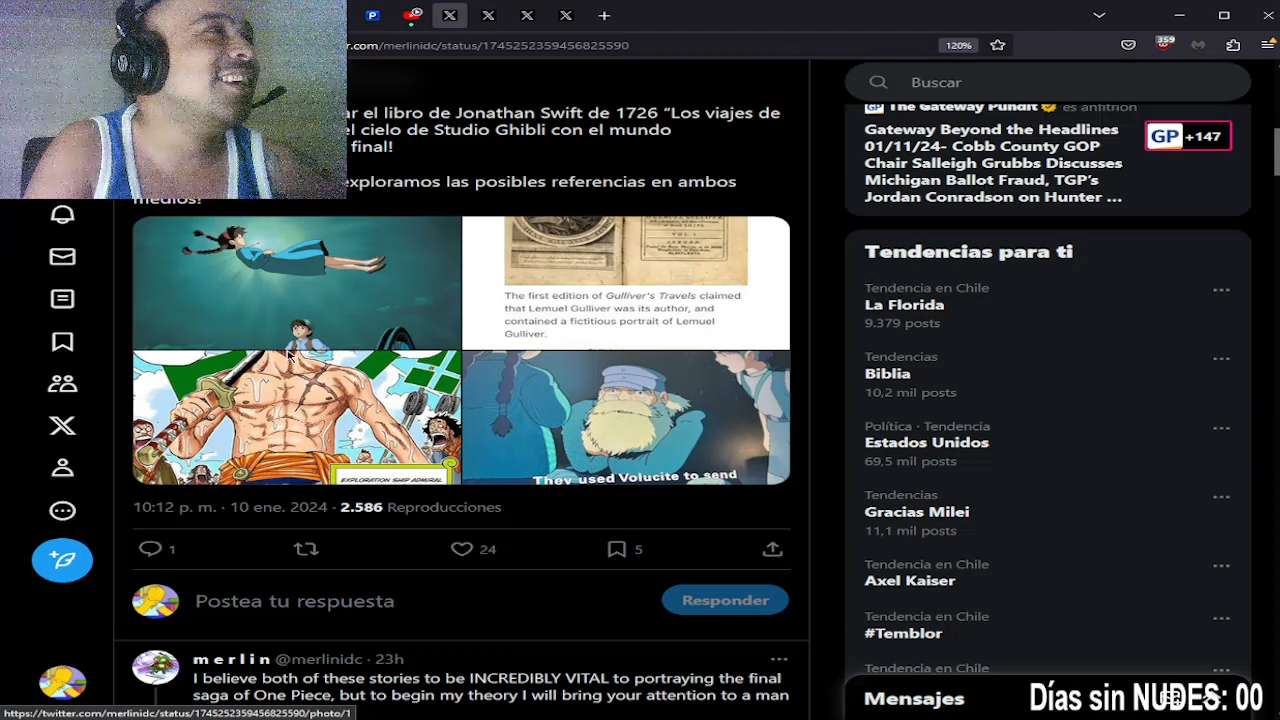 P
.com/merlinidc/status/1745252359456825590
120%
359
Buscar
ar el libro de Jonathan Swift de 1726 “Los viajes de
el cielo de Studio Ghibli con el mundo
final!
exploramos las posibles referencias en ambos
medios!
The first edition of Gulliver's Travels claimed
that Lemuel Gulliver was its author, and
contained a fictitious portrait of Lemuel
Gulliver.
EXPLORATION SHIP ADMIRAL
They used Volucite to send
10:12 p. m. · 10 ene. 2024 · 2.586 Reproducciones
1
24
5
Postea tu respuesta
Responder
m e r l i n @merlinidc · 23h
I believe both of these stories to be INCREDIBLY VITAL to portraying the final
saga of One Piece, but to begin my theory I will bring your attention to a man
GP The Gateway Pundit es anfitrión
Gateway Beyond the Headlines
01/11/24- Cobb County GOP
Chair Salleigh Grubbs Discusses
Michigan Ballot Fraud, TGP’s
Jordan Conradson on Hunter ...
GP +147
Tendencias para ti
Tendencia en Chile
La Florida
9.379 posts
Tendencias
Biblia
10,2 mil posts
Política · Tendencia
Estados Unidos
69,5 mil posts
Tendencias
Gracias Milei
11,1 mil posts
Tendencia en Chile
Axel Kaiser
Tendencia en Chile
#Temblor
Tendencia en Chile
Mensajes
Días sin NUDES: 00
https://twitter.com/merlinidc/status/1745252359456825590/photo/1